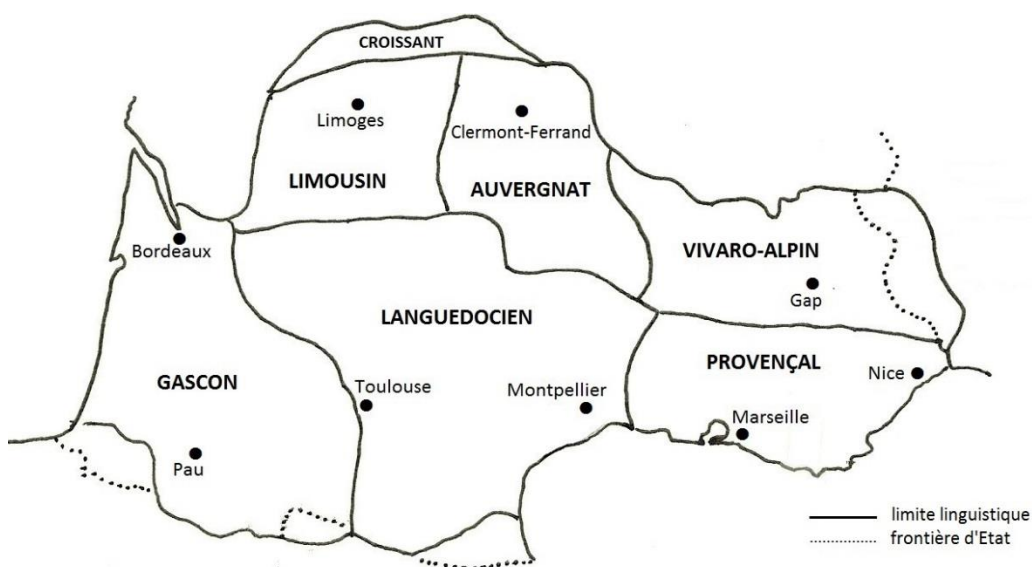 CROISSANT
Limoges
Clermont-Ferrand
LIMOUSIN
AUVERGNAT
Bordeaux
VIVARO-ALPIN
Gap
LANGUEDOCIEN
PROVENÇAL
Nice
GASCON
Toulouse
Montpellier
Marseille
Pau
limite linguistique
frontière d'Etat